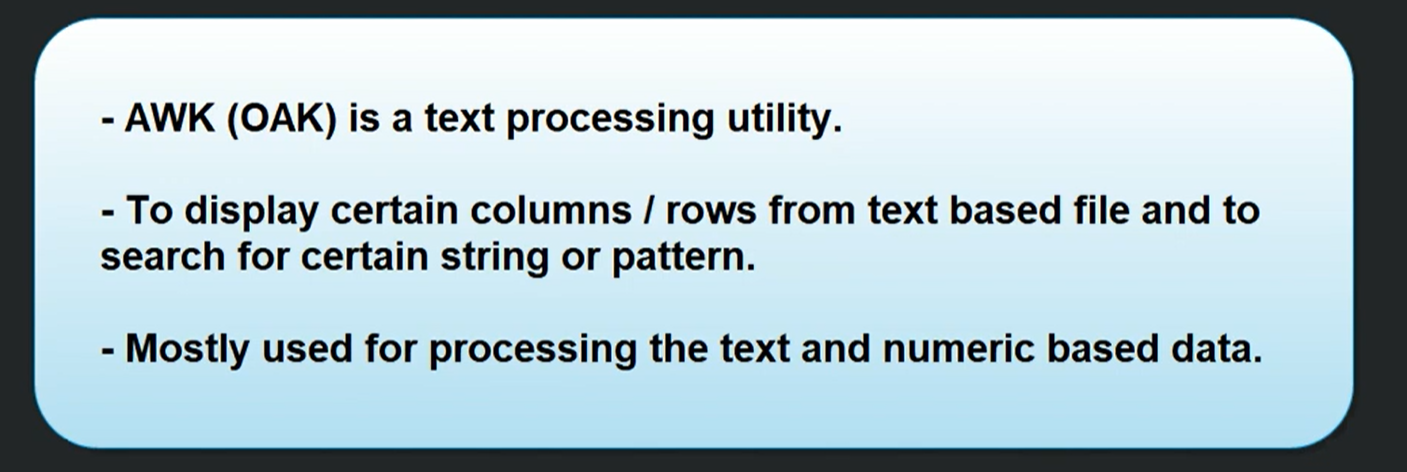 - AWK (OAK) is a text processing utility.
- To display certain columns / rows from text based file and to
search for certain string or pattern.
- Mostly used for processing the text and numeric based data.